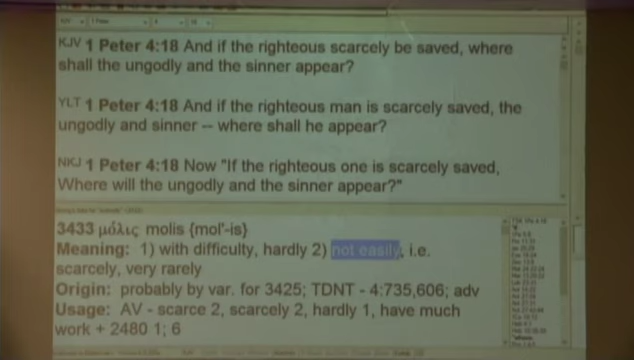 KJV 1 Peter 4:18 And if the righteous scarcely be saved, where
shall the ungodly and the sinner appear?
YLT 1 Peter 4:18 And if the righteous man is scarcely saved, the
ungodly and sinner -- where shall he appear?
NKJ 1 Peter 4:18 Now "If the righteous one is scarcely saved,
Where will the ungodly and the sinner appear?"
3433 μόλις molis {mol'-is}
Meaning: 1) with difficulty, hardly 2) not easily, i.e.
scarcely, very rarely
Origin: probably by var. for 3425; TDNT - 4:735,606; adv
Usage: AV - scarce 2, scarcely 2, hardly 1, have much
work + 2480 1; 6